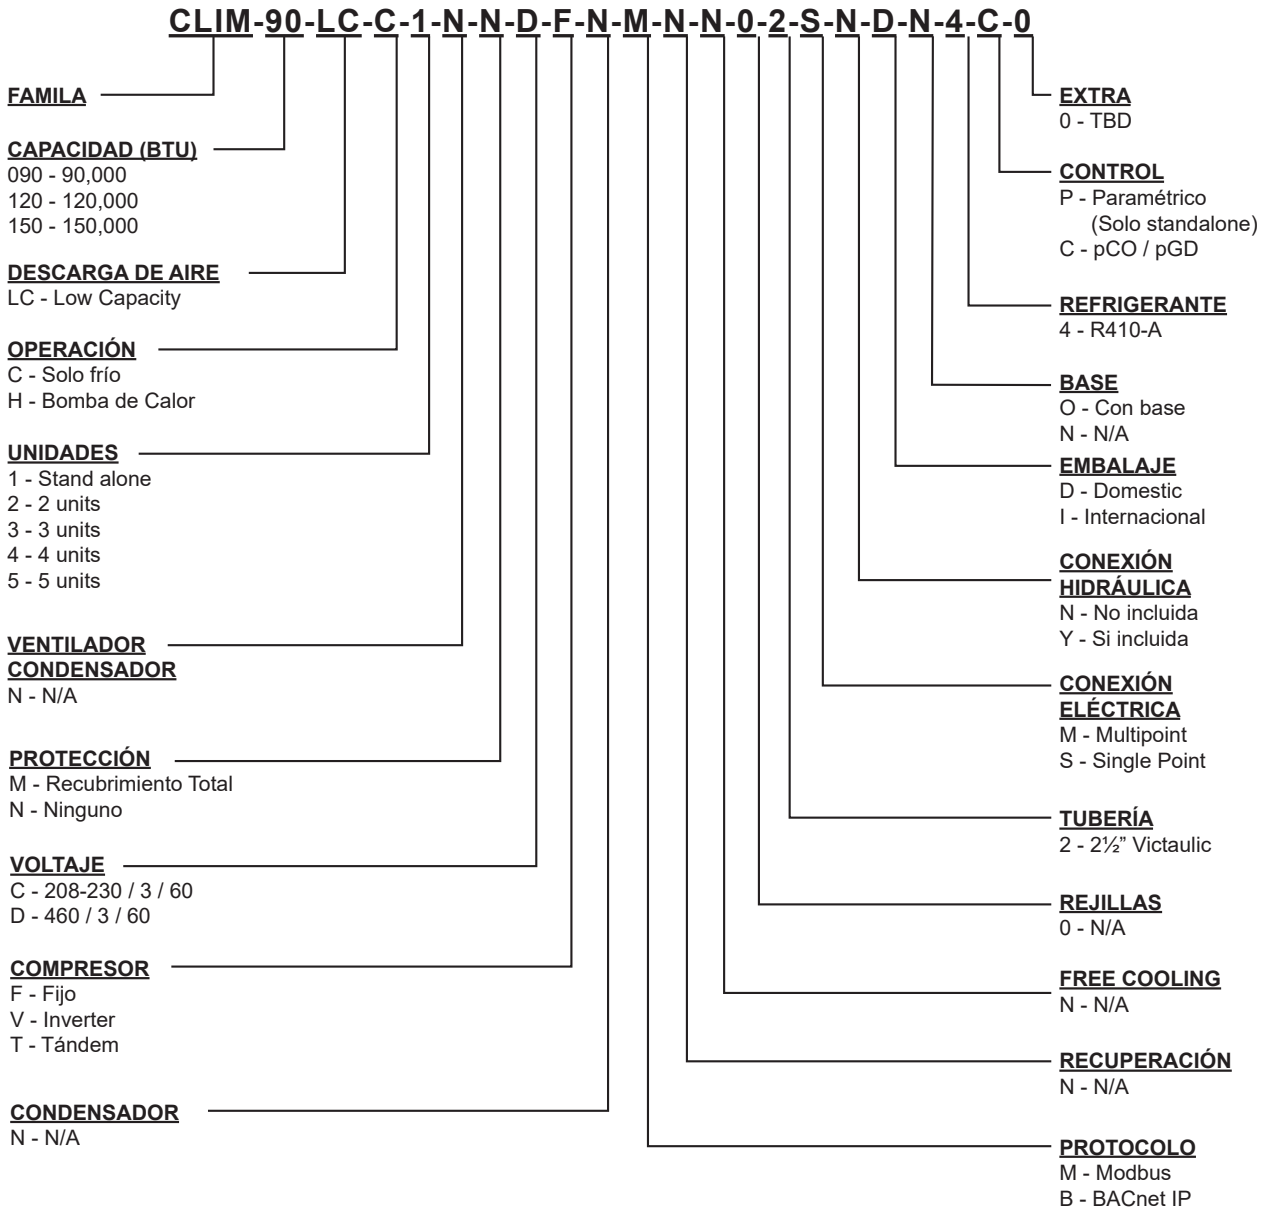 CLIM-90-LC-C-1-N-N-D-F-N-M-N-N-0-2-S-N-D-N-4-C-0
FAMILA
CAPACIDAD (BTU)
090 - 90,000
120 - 120,000
150 - 150,000
DESCARGA DE AIRE
LC - Low Capacity
OPERACIÓN
C - Solo frío
H - Bomba de Calor
UNIDADES
1 - Stand alone
2 - 2 units
3 - 3 units
4 - 4 units
5 - 5 units
VENTILADOR
CONDENSADOR
N - N/A
PROTECCIÓN
M - Recubrimiento Total
N - Ninguno
VOLTAJE
C - 208-230 / 3 / 60
D - 460 / 3 / 60
COMPRESOR
F - Fijo
V - Inverter
T - Tándem
CONDENSADOR
N - N/A
EXTRA
0 - TBD
CONTROL
P - Paramétrico
(Solo standalone)
C - pCO / pGD
REFRIGERANTE
4 - R410-A
BASE
O - Con base
N - N/A
EMBALAJE
D - Domestic
I - Internacional
CONEXIÓN
HIDRÁULICA
N - No incluida
Y - Si incluida
CONEXIÓN
ELÉCTRICA
M - Multipoint
S - Single Point
TUBERÍA
2 - 2½” Victaulic
REJILLAS
0 - N/A
FREE COOLING
N - N/A
RECUPERACIÓN
N - N/A
PROTOCOLO
M - Modbus
B - BACnet IP